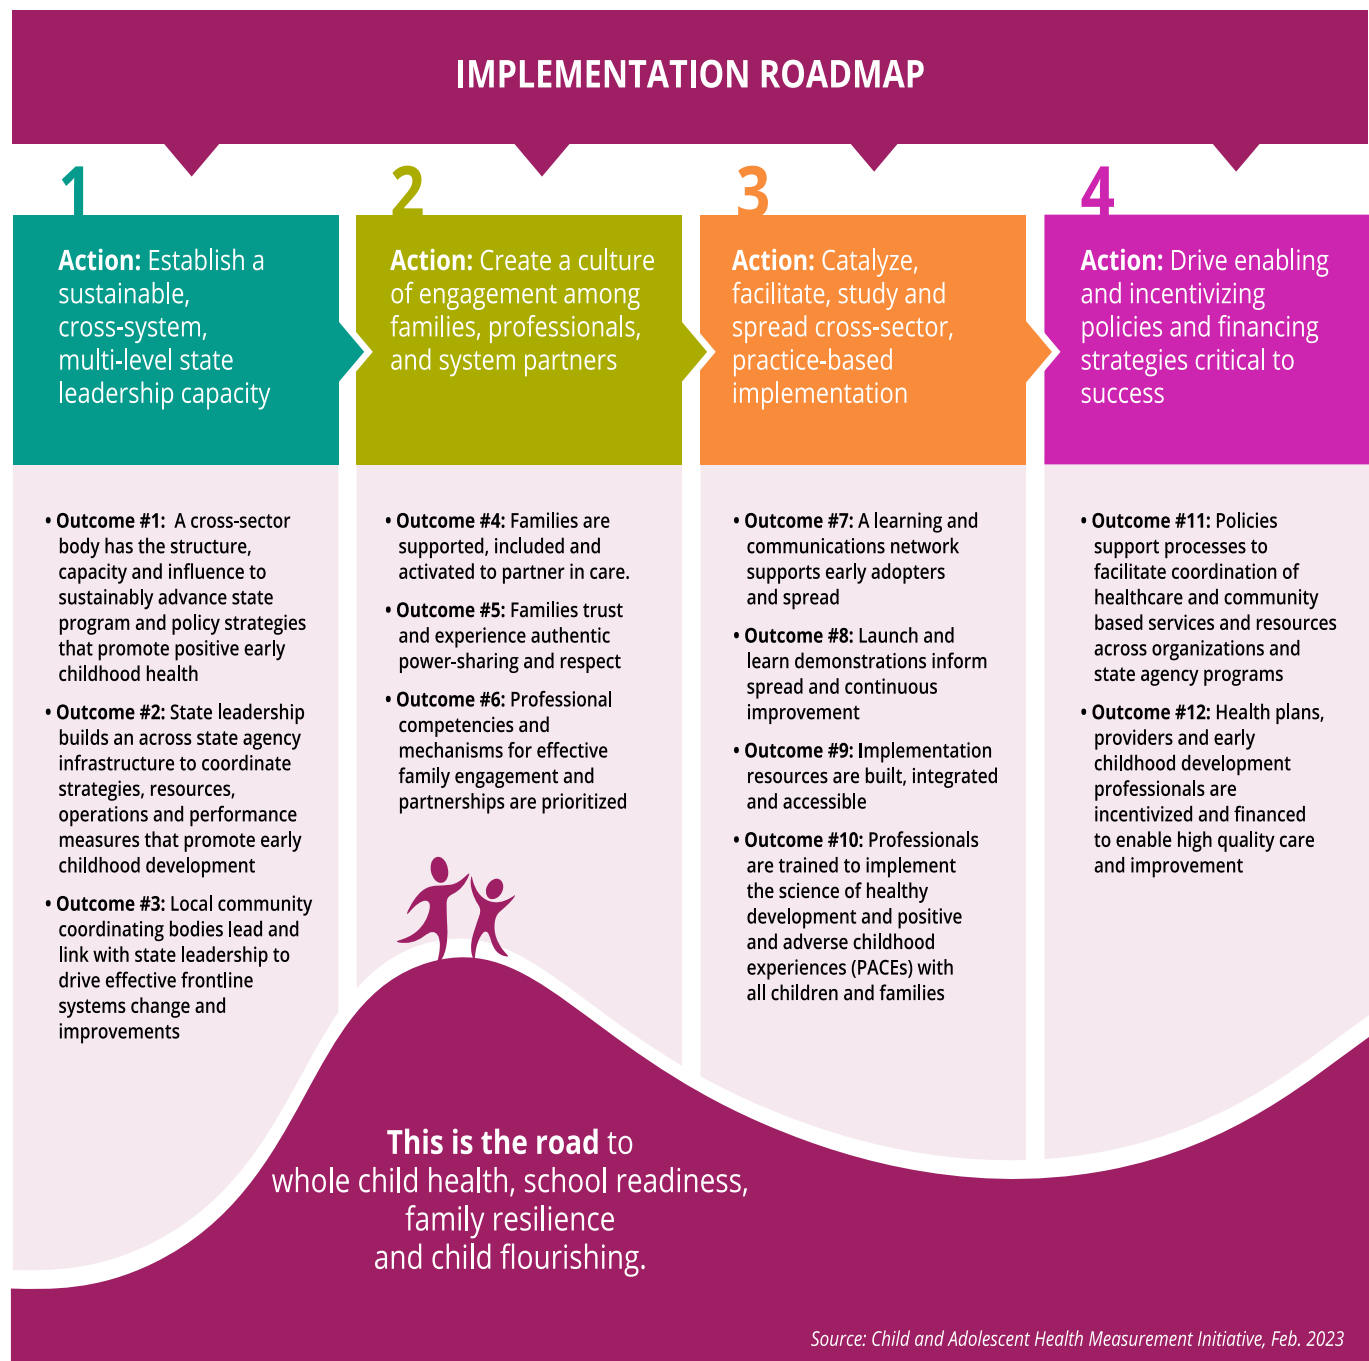 IMPLEMENTATION ROADMAP
1
Action: Establish a
sustainable,
cross-system,
multi-level state
leadership capacity
• Outcome #1: A cross-sector
body has the structure,
capacity and influence to
sustainably advance state
program and policy strategies
that promote positive early
childhood health
• Outcome #2: State leadership
builds an across state agency
infrastructure to coordinate
strategies, resources,
operations and performance
measures that promote early
childhood development
• Outcome #3: Local community
coordinating bodies lead and
link with state leadership to
drive effective frontline
systems change and
improvements
2
Action: Create a culture
of engagement among
families, professionals,
and system partners
• Outcome #4: Families are
supported, included and
activated to partner in care.
• Outcome #5: Families trust
and experience authentic
power-sharing and respect
• Outcome #6: Professional
competencies and
mechanisms for effective
family engagement and
partnerships are prioritized
3
Action: Catalyze,
facilitate, study and
spread cross-sector,
practice-based
implementation
• Outcome #7: A learning and
communications network
supports early adopters
and spread
• Outcome #8: Launch and
learn demonstrations inform
spread and continuous
improvement
• Outcome #9: Implementation
resources are built, integrated
and accessible
• Outcome #10: Professionals
are trained to implement
the science of healthy
development and positive
and adverse childhood
experiences (PACEs) with
all children and families
4
Action: Drive enabling
and incentivizing
policies and financing
strategies critical to
success
• Outcome #11: Policies
support processes to
facilitate coordination of
healthcare and community
based services and resources
across organizations and
state agency programs
• Outcome #12: Health plans,
providers and early
childhood development
professionals are
incentivized and financed
to enable high quality care
and improvement
This is the road to
whole child health, school readiness,
family resilience
and child flourishing.
Source: Child and Adolescent Health Measurement Initiative, Feb. 2023